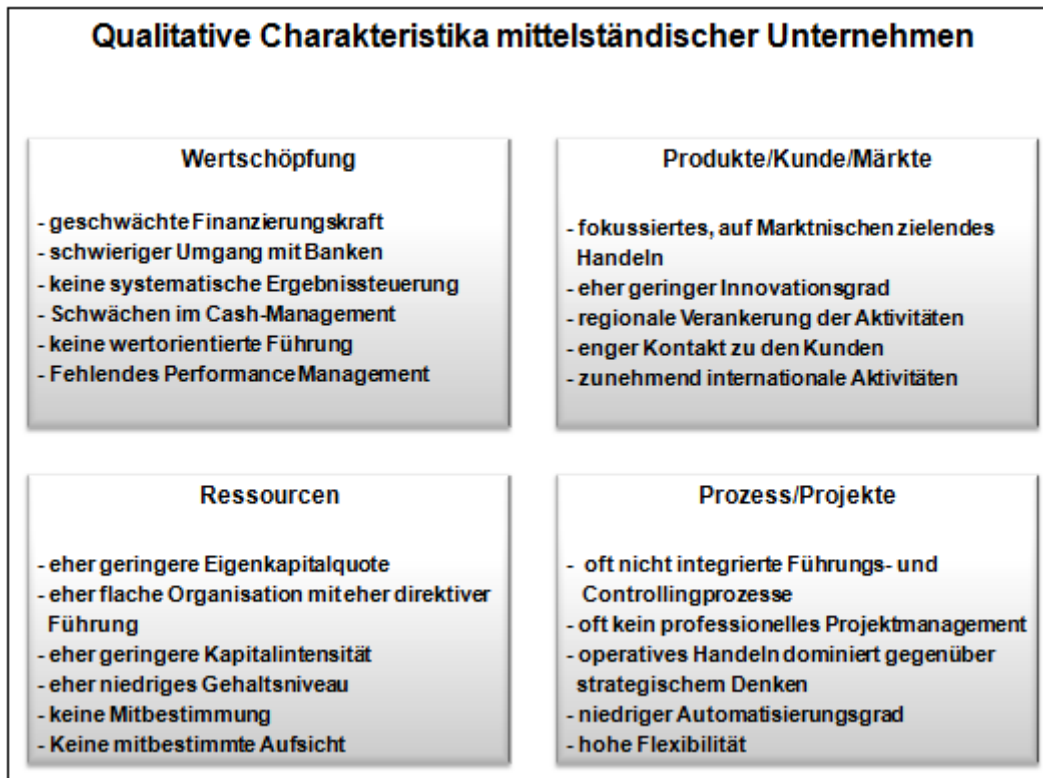 Qualitative Charakteristika mittelständischer Unternehmen
Wertschöpfung
- geschwächte Finanzierungskraft
- schwieriger Umgang mit Banken
- keine systematische Ergebnissteuerung
- Schwächen im Cash-Management
- keine wertorientierte Führung
- Fehlendes Performance Management
Produkte/Kunde/Märkte
- fokussiertes, auf Marktnischen zielendes
Handeln
- eher geringer Innovationsgrad
- regionale Verankerung der Aktivitäten
- enger Kontakt zu den Kunden
- zunehmend internationale Aktivitäten
Ressourcen
- eher geringere Eigenkapitalquote
- eher flache Organisation mit eher direktiver
Führung
- eher geringere Kapitalintensität
- eher niedriges Gehaltsniveau
- keine Mitbestimmung
- Keine mitbestimmte Aufsicht
Prozess/Projekte
- oft nicht integrierte Führungs- und
Controllingprozesse
- oft kein professionelles Projektmanagement
- operatives Handeln dominiert gegenüber
strategischem Denken
- niedriger Automatisierungsgrad
- hohe Flexibilität